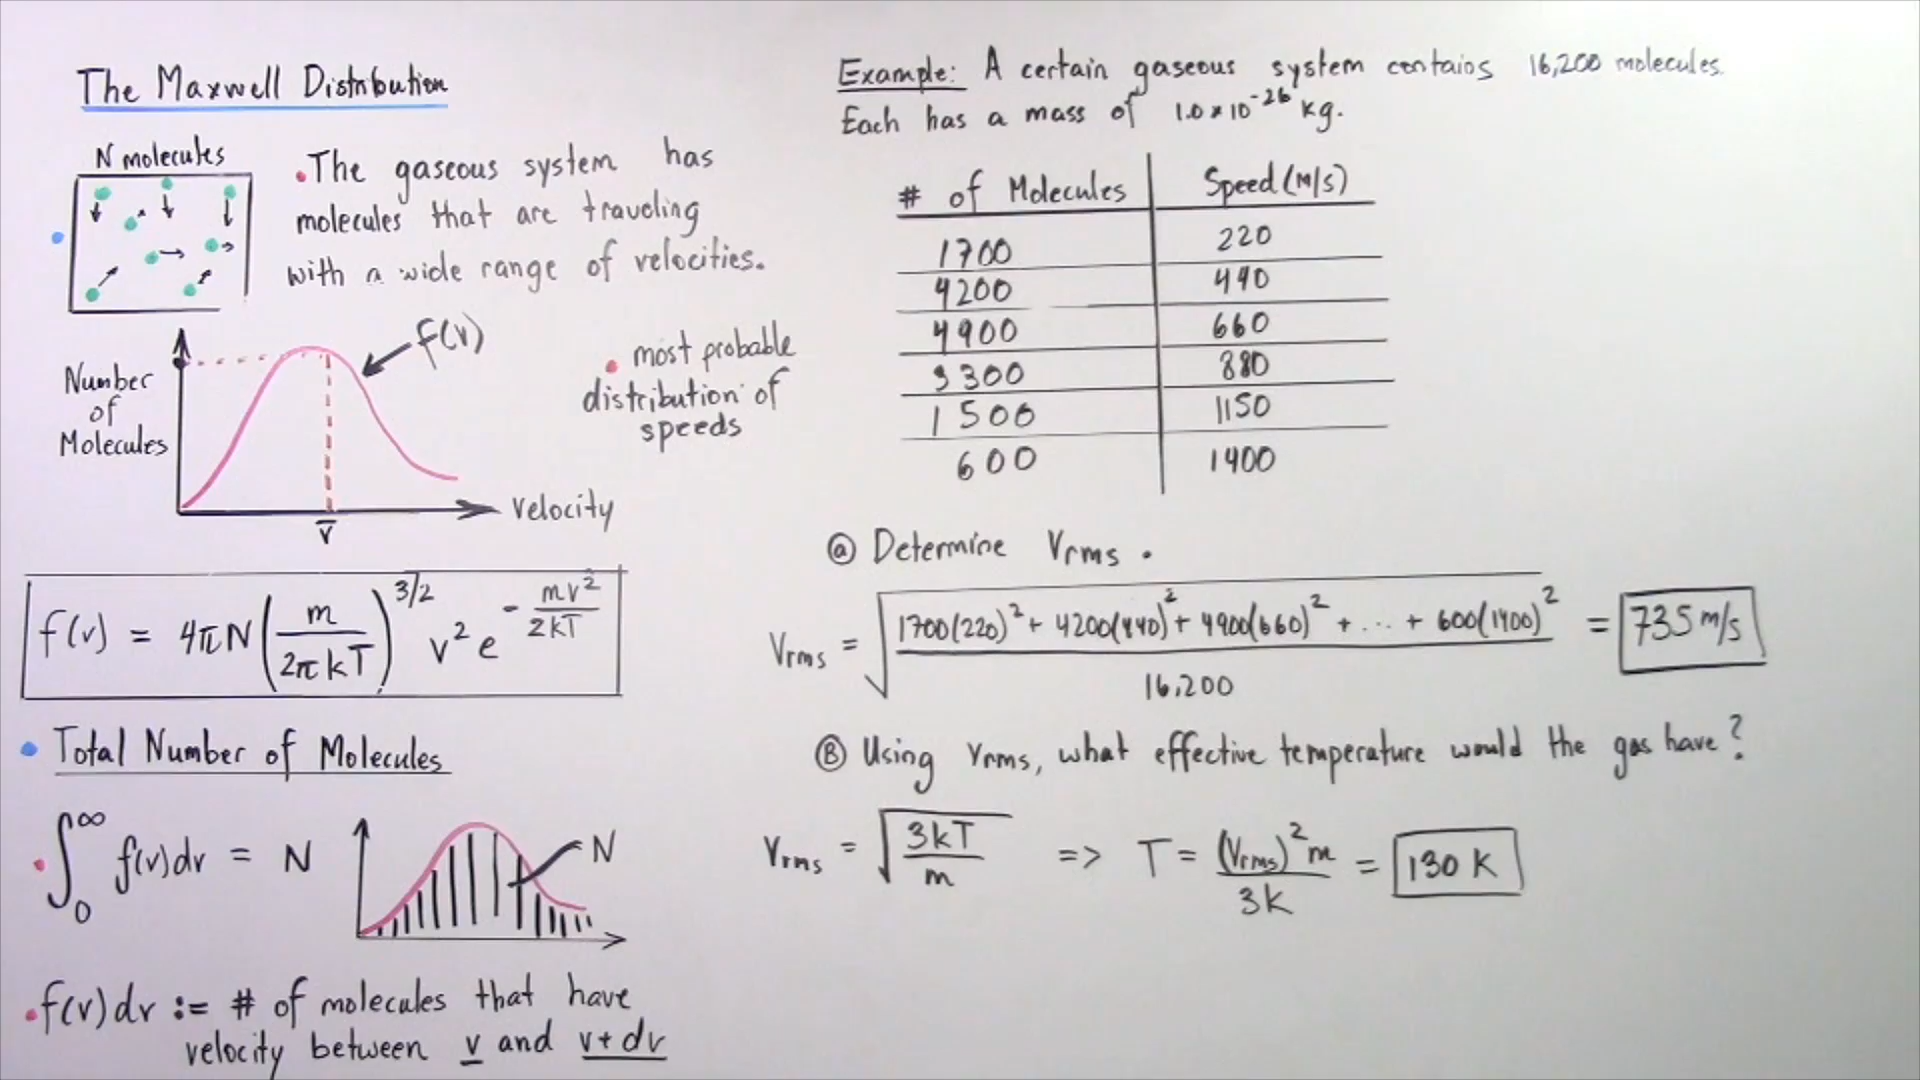 The Maxwell Distribution
N molecules
• The gaseous system has
molecules that are traveling
with a wide range of velocities.
Number
of
Molecules
f(v)
v̅
Velocity
• most probable
distribution of
speeds
f(v) = 4πN (m/2πkT)^3/2 v² e^-mv²/2kT
• Total Number of Molecules
• ∫₀^∞ f(v)dv = N
N
• f(v)dv := # of molecules that have
velocity between v and v+dv
Example: A certain gaseous system contains 16,200 molecules.
Each has a mass of 1.0×10⁻²⁶ kg.
# of Molecules Speed (m/s)
1700 220
4200 440
4900 660
3300 880
1500 1150
600 1400
ⓐ Determine Vrms.
Vrms = √((1700(220)² + 4200(440)² + 4900(660)² + ... + 600(1400)²)/16,200) = 735 m/s
Ⓑ Using Vrms, what effective temperature would the gas have?
Vrms = √(3kT/m) => T = (Vrms)²m/3k = 130 K